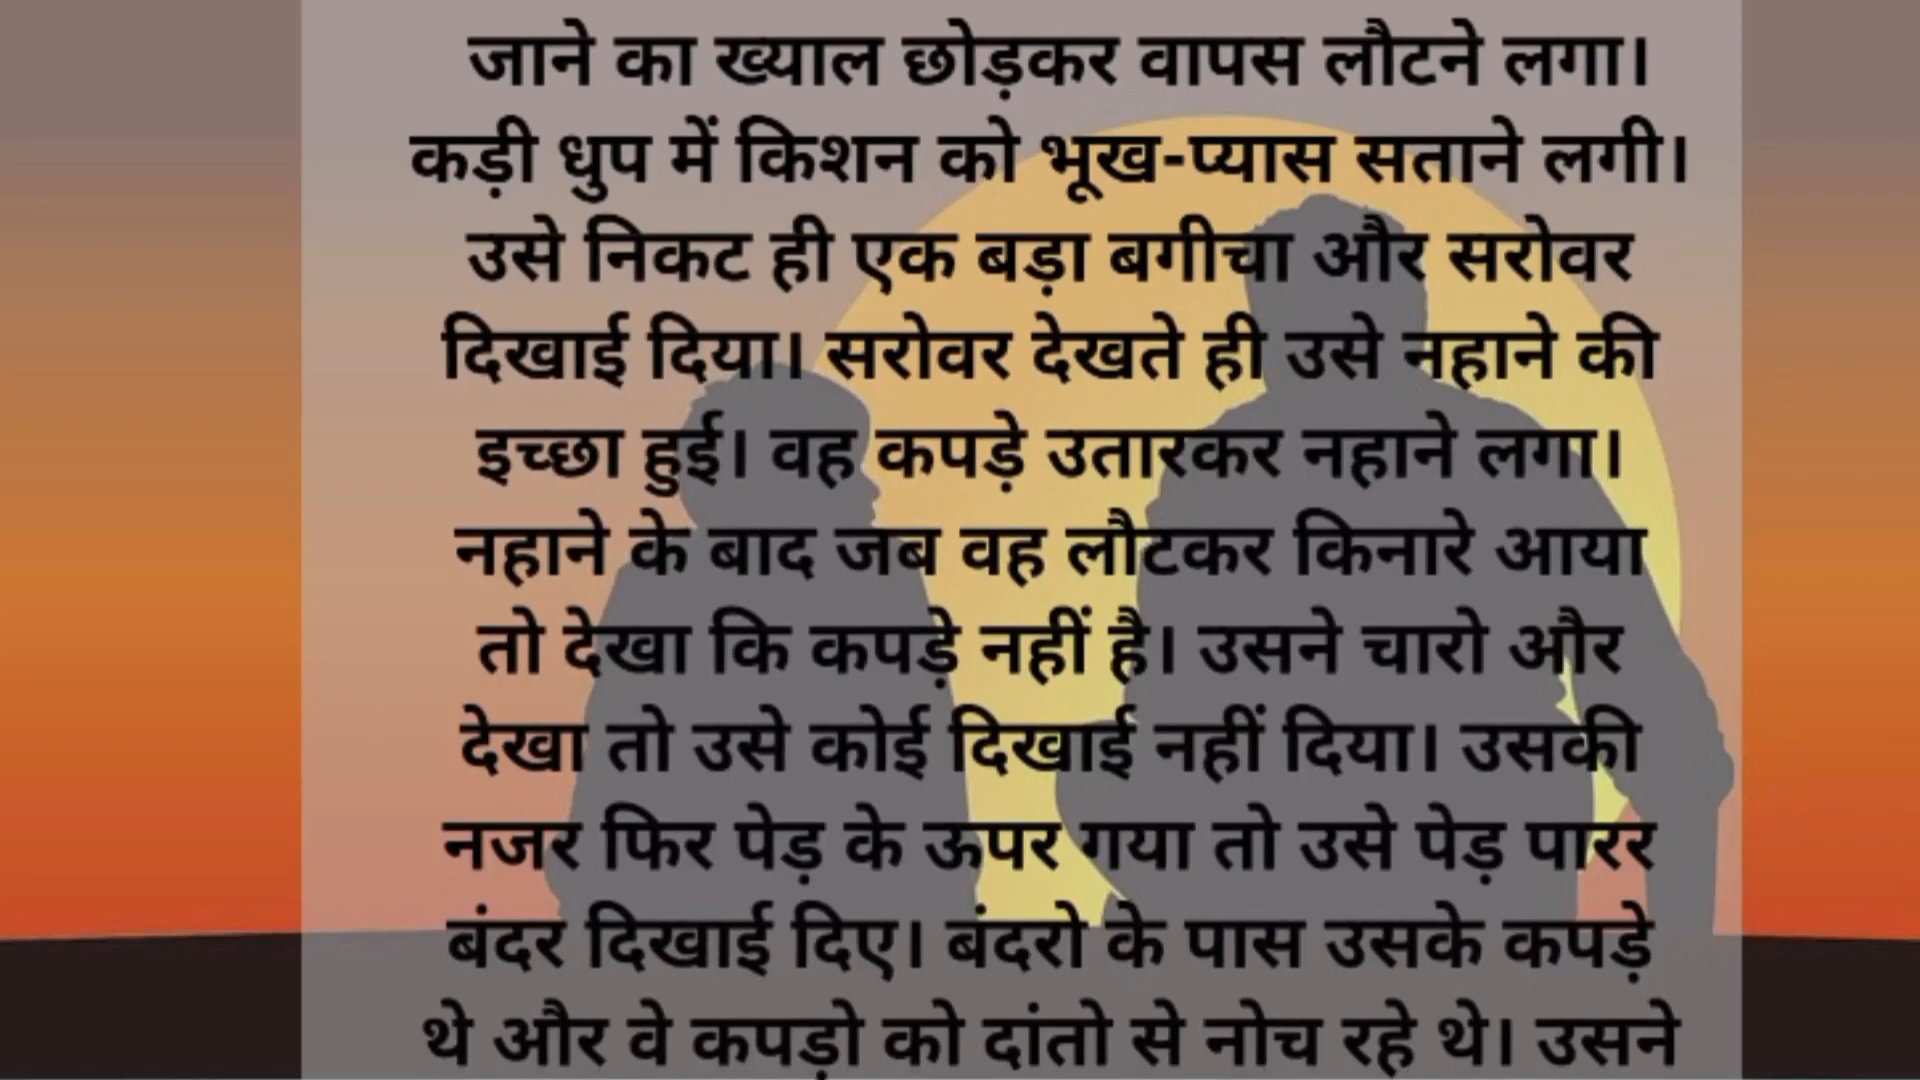 जाने का ख्याल छोड़कर वापस लौटने लगा।
कड़ी धुप में किशन को भूख-प्यास सताने लगी।
उसे निकट ही एक बड़ा बगीचा और सरोवर
दिखाई दिया। सरोवर देखते ही उसे नहाने की
इच्छा हुई। वह कपड़े उतारकर नहाने लगा।
नहाने के बाद जब वह लौटकर किनारे आया
तो देखा कि कपड़े नहीं है। उसने चारो और
देखा तो उसे कोई दिखाई नहीं दिया। उसकी
नजर फिर पेड़ के ऊपर गया तो उसे पेड़ पारर
बंदर दिखाई दिए। बंदरो के पास उसके कपड़े
थे और वे कपड़ो को दांतो से नोच रहे थे। उसने